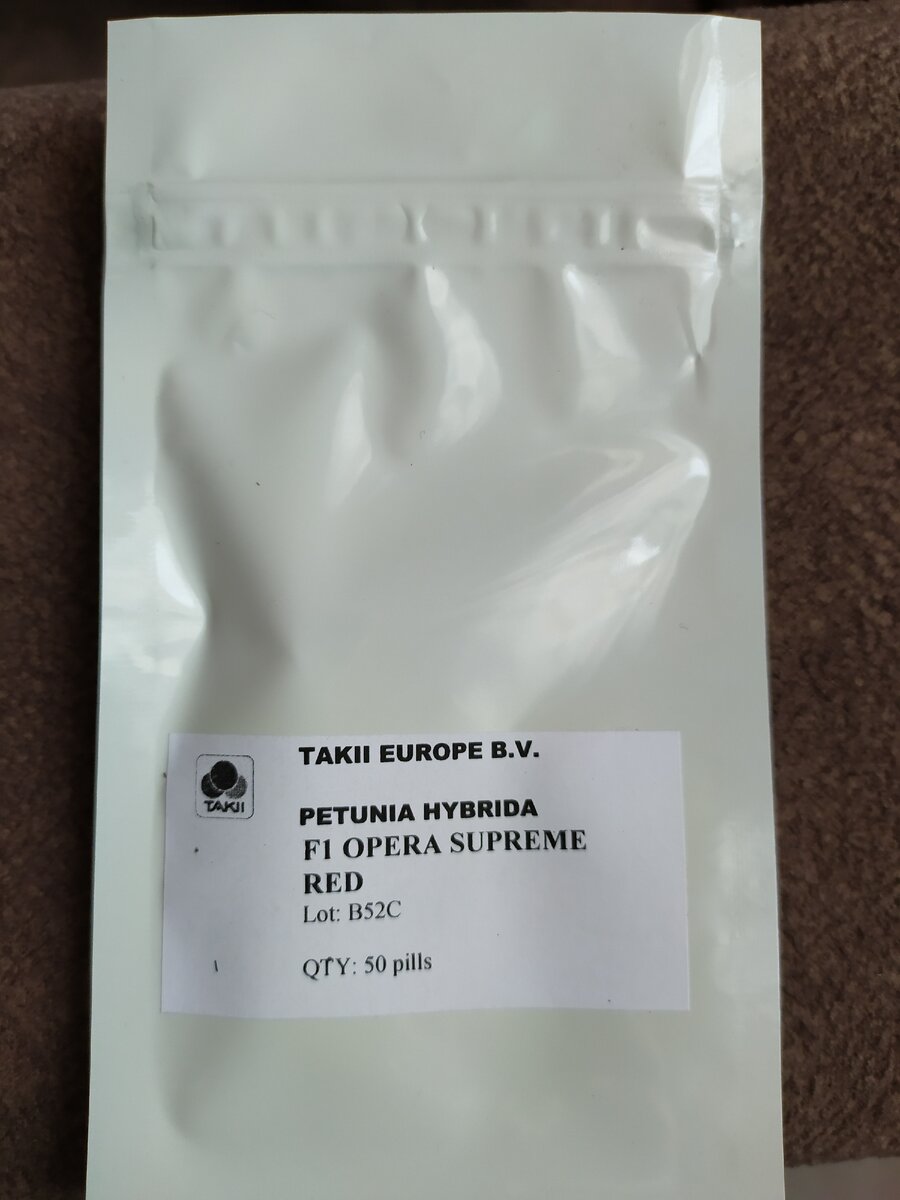 TAKII EUROPE B.V.
TAKII
PETUNIA HYBRIDA
F1 OPERA SUPREME
RED
Lot: B52C
QTY: 50 pills